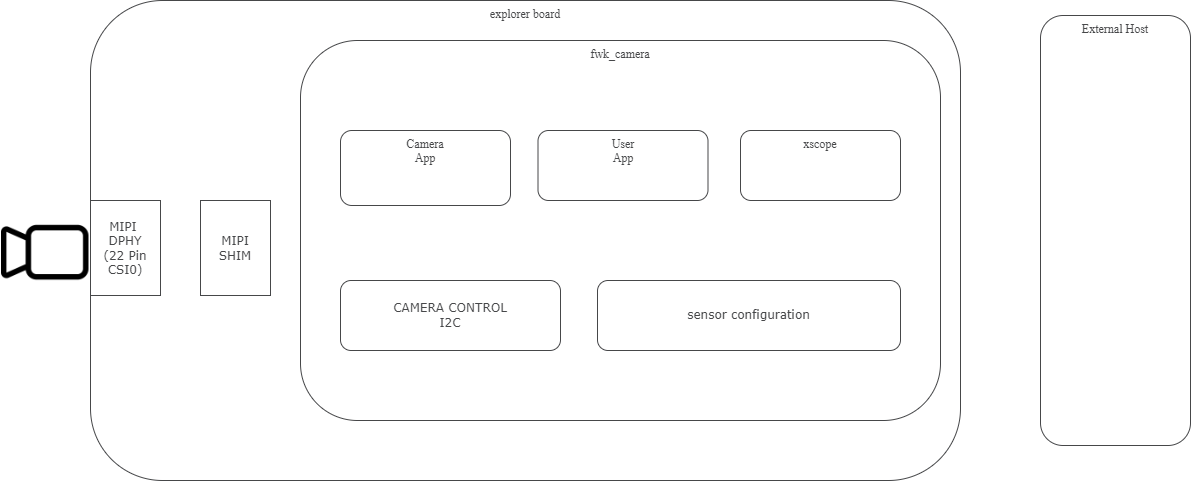 explorer board
External Host
fwk_camera
Camera
App
User
App
xscope
MIPI
DPHY
(22 Pin
CSI0)
MIPI
SHIM
CAMERA CONTROL
I2C
sensor configuration